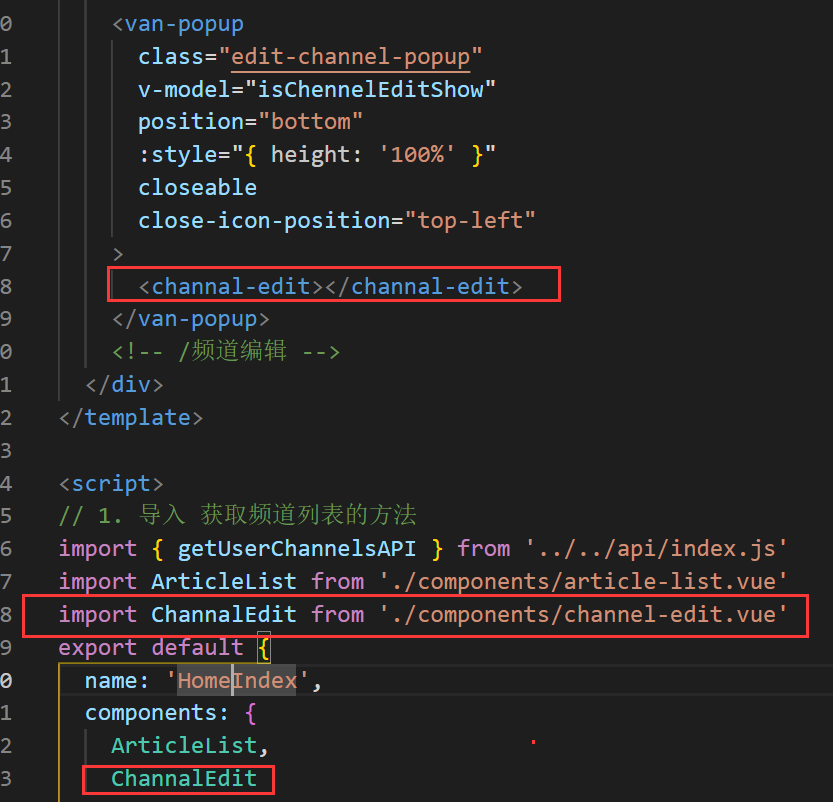 0 <van-popup
1 class="edit-channel-popup"
2 v-model="isChennelEditShow"
3 position="bottom"
4 :style="{ height: '100%' }"
5 closeable
6 close-icon-position="top-left"
7 >
8 <channal-edit></channal-edit>
9 </van-popup>
0 <!-- /频道编辑 -->
1 </div>
2 </template>
3
4 <script>
5 // 1. 导入 获取频道列表的方法
6 import { getUserChannelsAPI } from '../../api/index.js'
7 import ArticleList from './components/article-list.vue'
8 import ChannalEdit from './components/channel-edit.vue'
9 export default {
0 name: 'HomeIndex',
1 components: {
2 ArticleList,
3 ChannalEdit